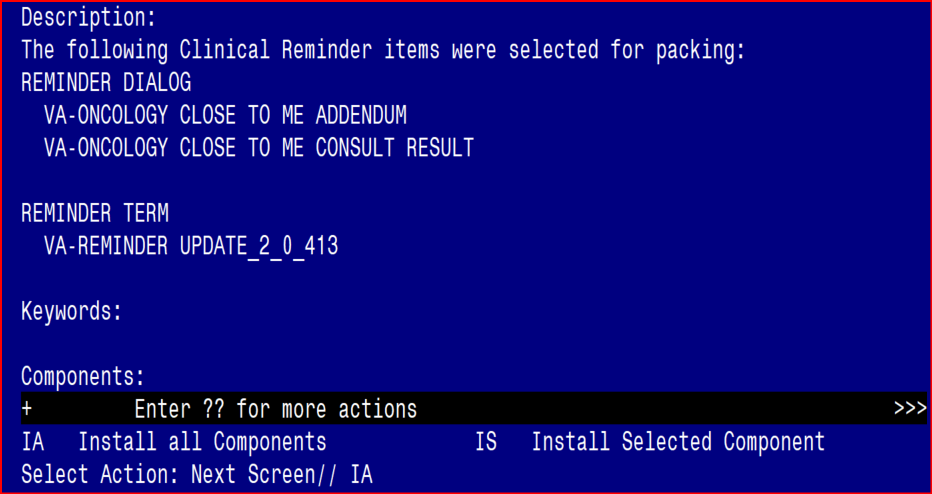 Description:
The following Clinical Reminder items were selected for packing:
REMINDER DIALOG
VA-ONCOLOGY CLOSE TO ME ADDENDUM
VA-ONCOLOGY CLOSE TO ME CONSULT RESULT
REMINDER TERM
VA-REMINDER UPDATE_2_0_413
Keywords:
Components:
+ Enter ?? for more actions >>>
IA Install all Components IS Install Selected Component
Select Action: Next Screen// IA